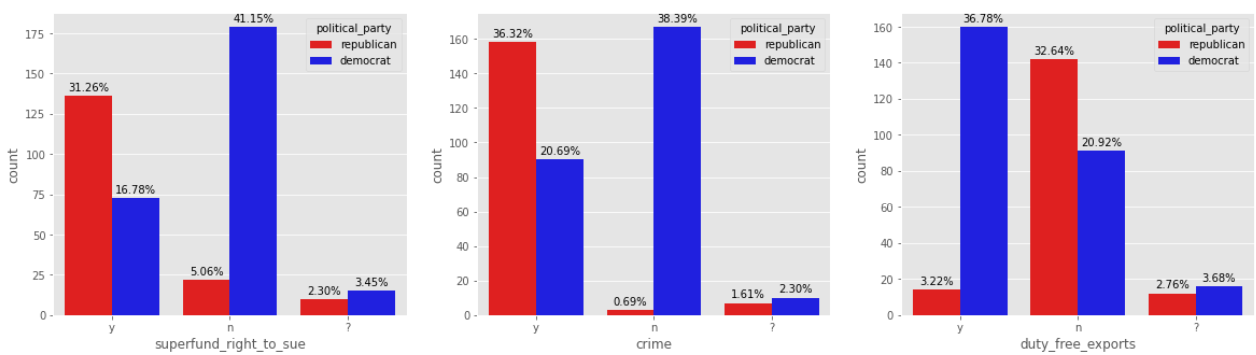 41.15%
175
political_party
republican
democrat
150
31.26%
125
100
count
16.78%
75
50
25
5.06%
2.30%
3.45%
0
y
n
?
superfund_right_to_sue
38.39%
160
36.32%
political_party
republican
democrat
140
120
100
20.69%
count
80
60
40
20
0.69%
1.61%
2.30%
0
y
n
?
crime
36.78%
160
political_party
republican
democrat
32.64%
140
120
100
20.92%
count
80
60
40
20
3.22%
2.76%
3.68%
0
y
n
?
duty_free_exports